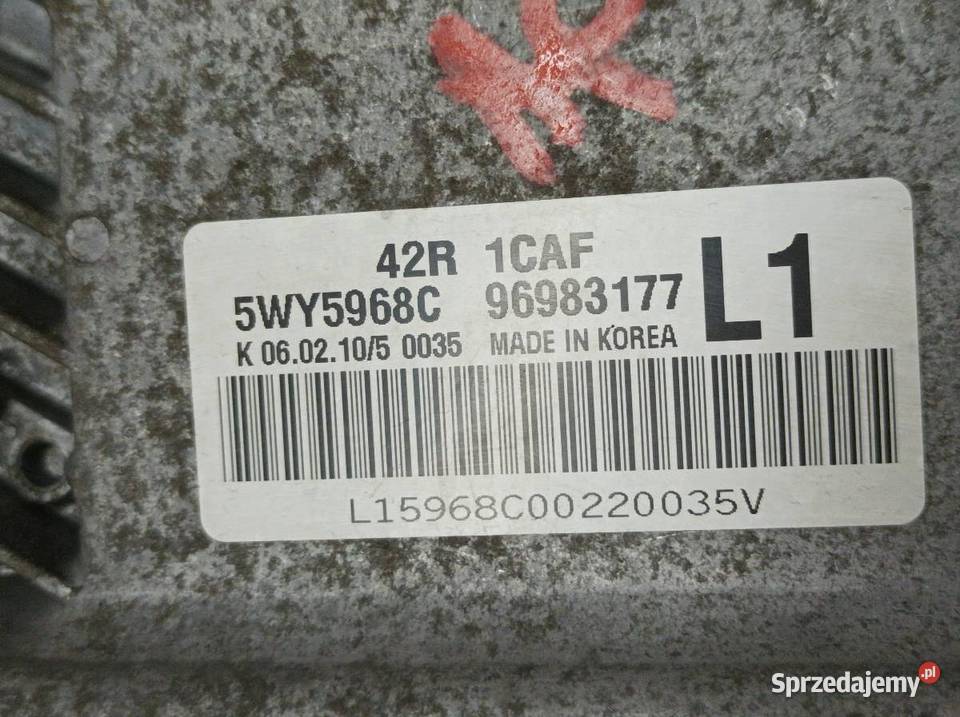 42R 1CAF
5WY5968C 96983177 L1
K 06.02.10/5 0035 MADE IN KOREA
L15968C00220035V
Sprzedajemy.pl